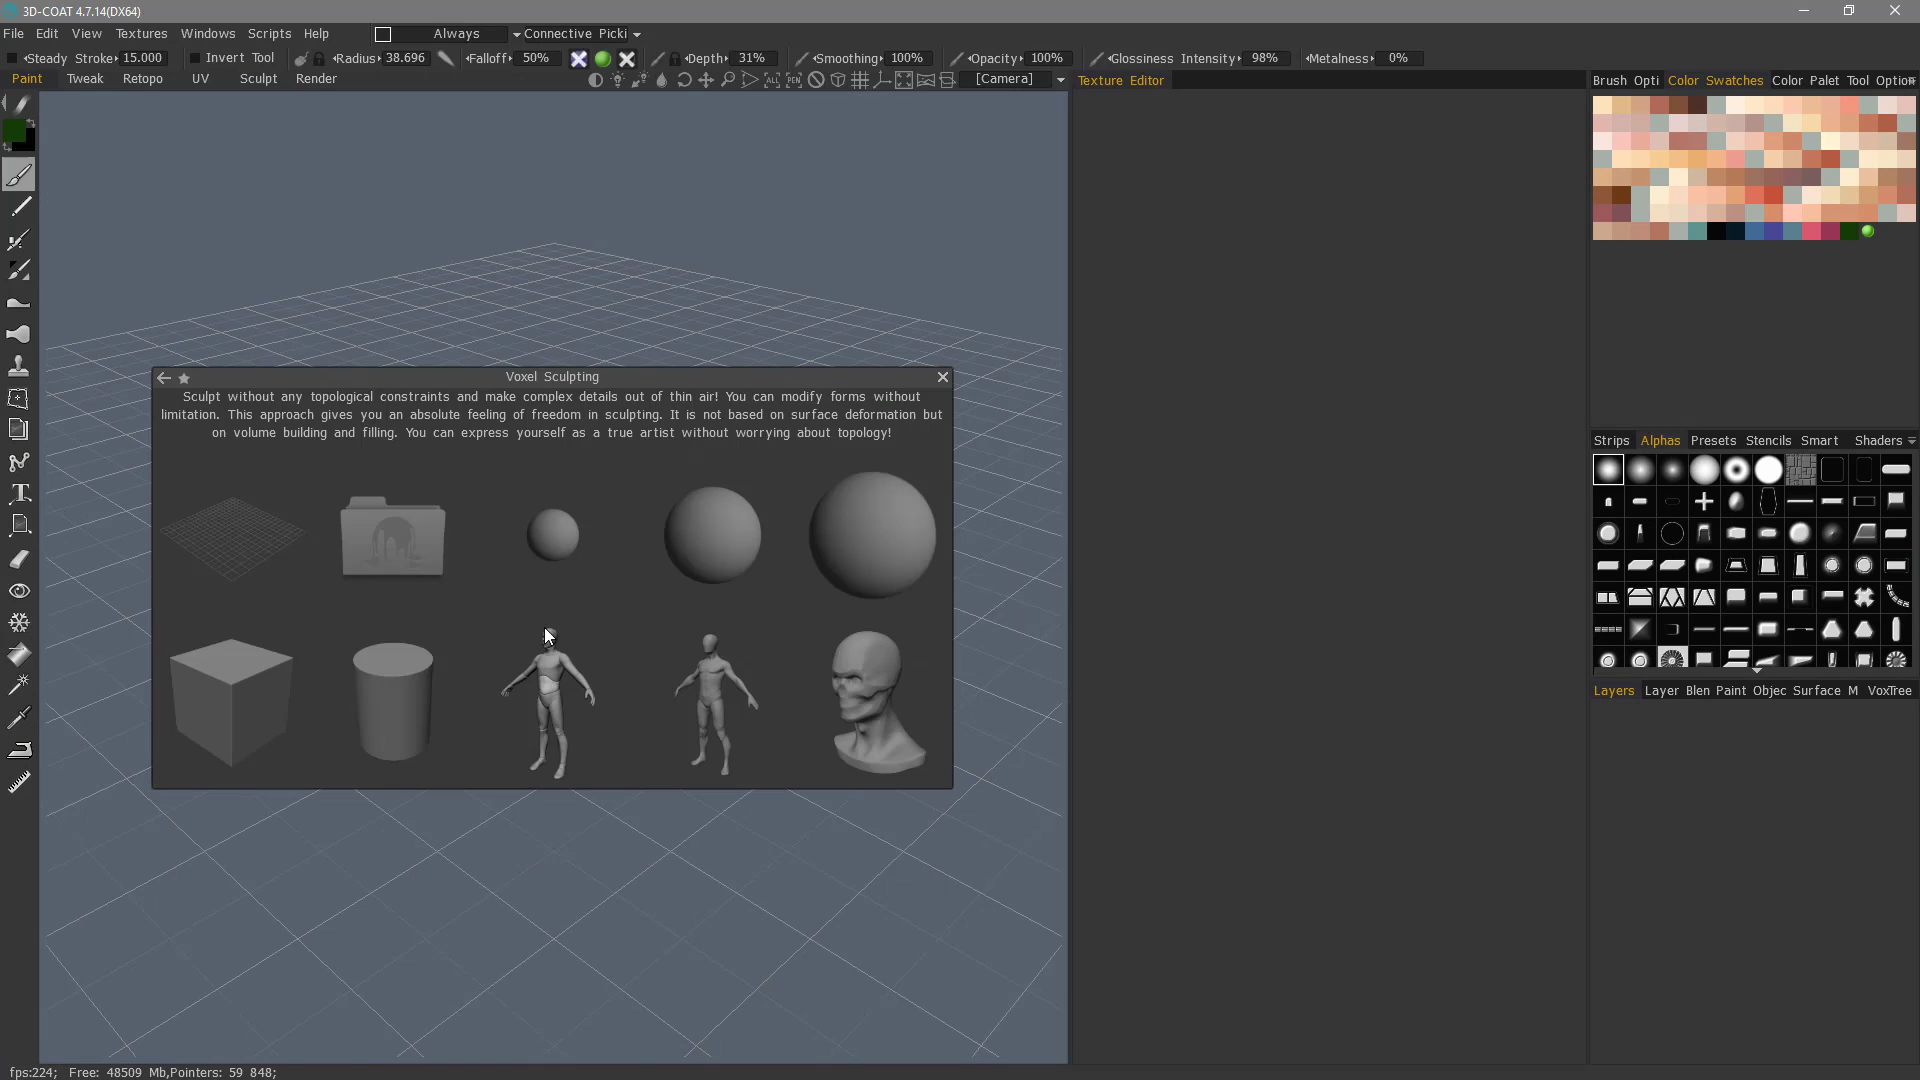 3D-COAT 4.7.14(DX64)
File Edit View Textures Windows Scripts Help Always Connective Picki
Steady Stroke 15.000 Invert Tool Radius 38.696 Falloff 50% Depth 31% Smoothing 100% Opacity 100% Glossiness Intensity 98% Metalness 0%
Paint Tweak Retopo UV Sculpt Render ALL PEN [Camera] Texture Editor Brush Opti Color Swatches Color Palet Tool Option
Voxel Sculpting
Sculpt without any topological constraints and make complex details out of thin air! You can modify forms without
limitation. This approach gives you an absolute feeling of freedom in sculpting. It is not based on surface deformation but
on volume building and filling. You can express yourself as a true artist without worrying about topology!
Strips Alphas Presets Stencils Smart Shaders
Layers Layer Blen Paint Objec Surface M VoxTree
fps:224; Free: 48509 Mb,Pointers: 59 848;